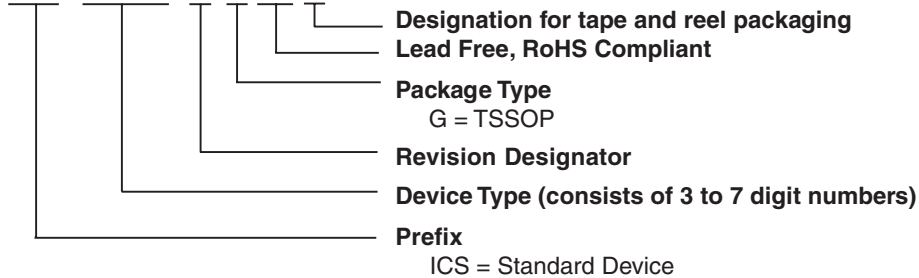 Designation for tape and reel packaging
Lead Free, RoHS Compliant
Package Type
G = TSSOP
Revision Designator
Device Type (consists of 3 to 7 digit numbers)
Prefix
ICS = Standard Device